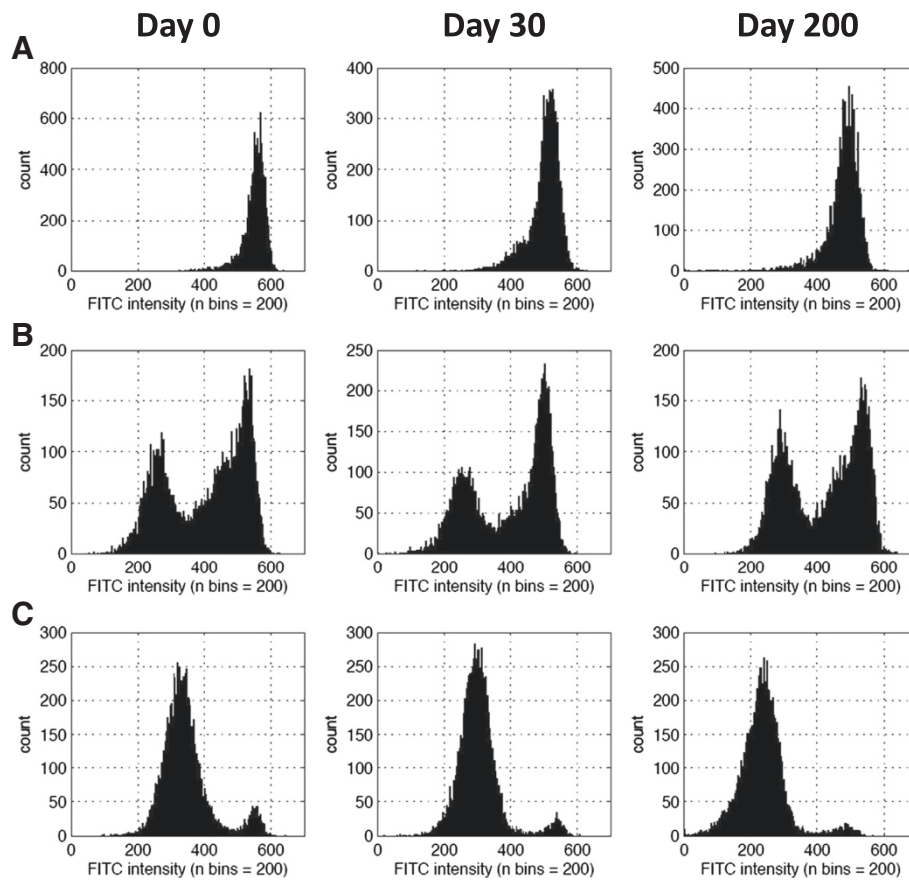 Day 0 Day 30 Day 200
A
800 400 500
600 300 400
400 200 300
200 100 200
100
0 0 0
count count count
0 200 400 600 0 200 400 600 0 200 400 600
FITC intensity (n bins = 200) FITC intensity (n bins = 200) FITC intensity (n bins = 200)
B
200 250 200
150 200 150
100 150 100
50 100 50
50
0 0 0
count count count
0 200 400 600 0 200 400 600 0 200 400 600
FITC intensity (n bins = 200) FITC intensity (n bins = 200) FITC intensity (n bins = 200)
C
300 300 300
250 250 250
200 200 200
150 150 150
100 100 100
50 50 50
0 0 0
count count count
0 200 400 600 0 200 400 600 0 200 400 600
FITC intensity (n bins = 200) FITC intensity (n bins = 200) FITC intensity (n bins = 200)